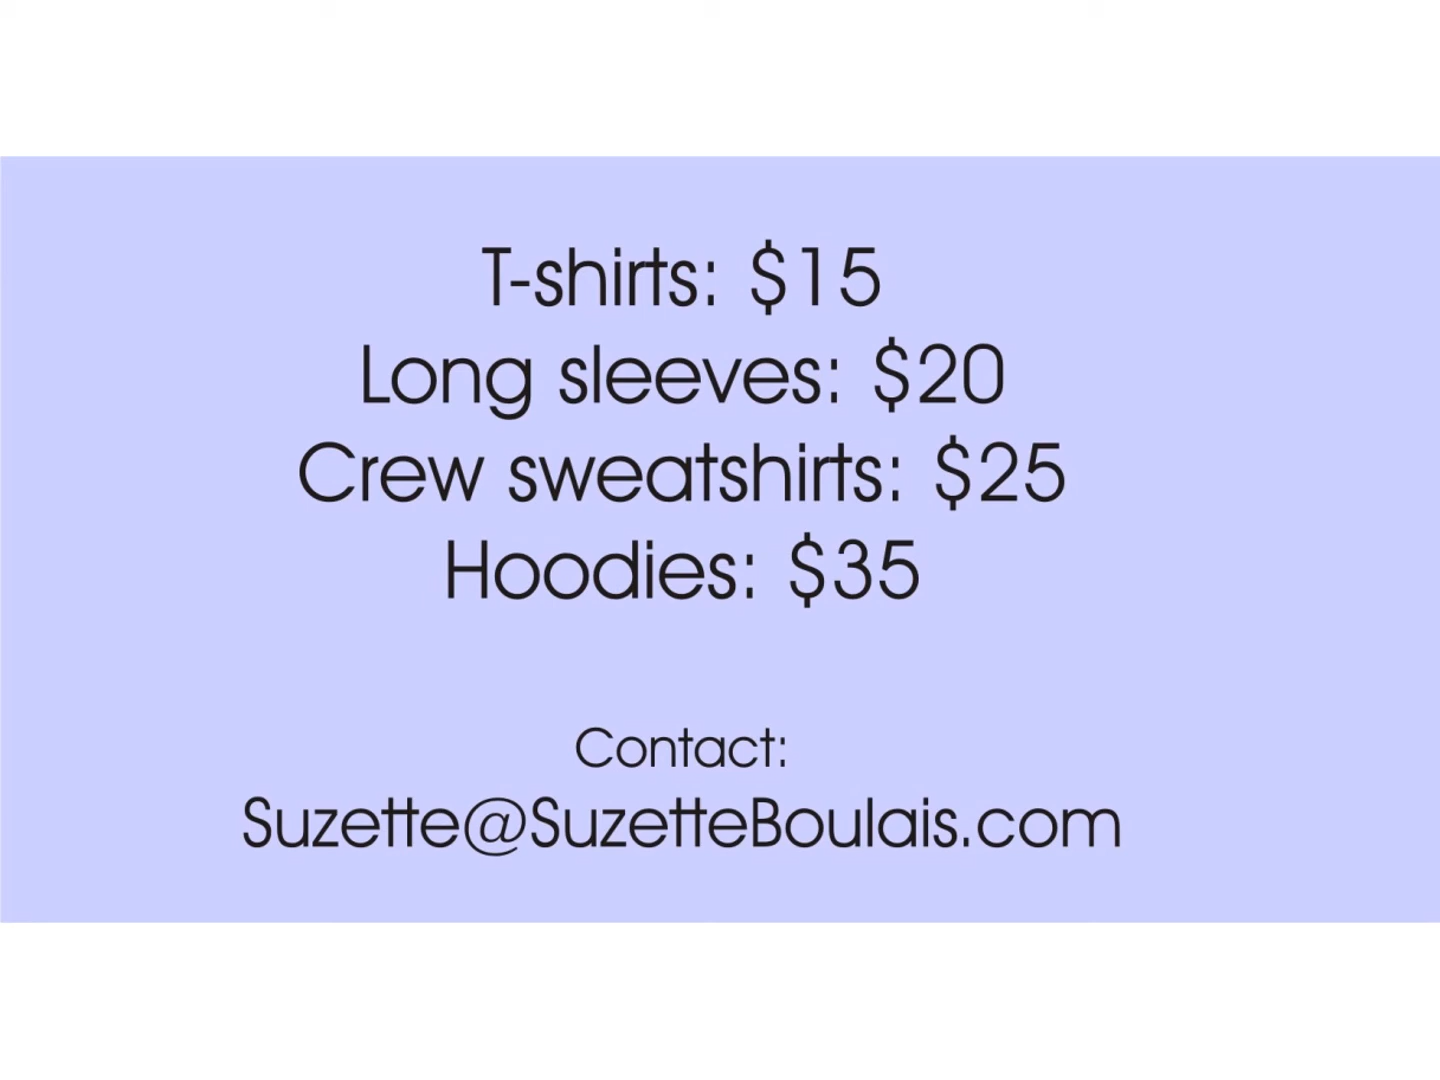 T-shirts: $15
Long sleeves: $20
Crew sweatshirts: $25
Hoodies: $35
Contact:
Suzette@SuzetteBoulais.com